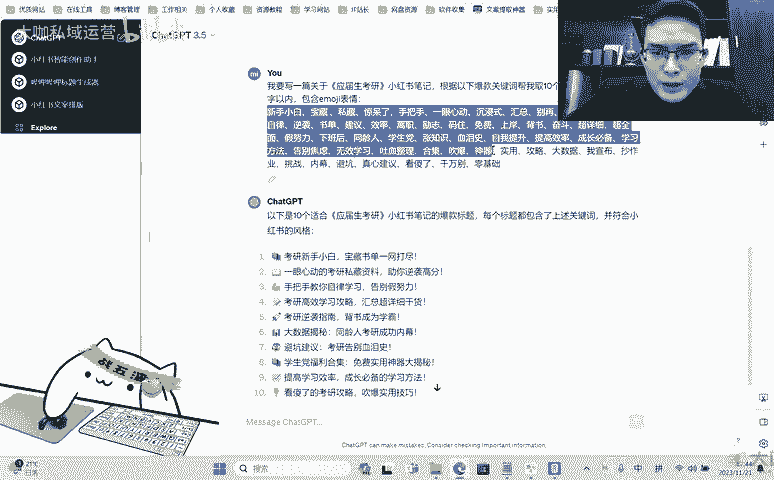 优质网站 在线工具 博客管理 工作相关 个人收藏 资源教程 学习网站 IP站长 网盘资源 软件收集 文案提取神器
大咖私域运营
ChatGPT
小红书智能创作助手
小红书文案排版
Explore
ChatGPT 3.5
You
我要写一篇关于《应届生考研》小红书笔记，根据以下爆款关键词帮我取10个
字以内，包含emoji表情：
新手小白、宝藏、私藏、惊呆了、手把手、一眼心动、沉浸式、汇总、别再
自律、逆袭、书单、建议、效率、离职、励志、码住、免费、上岸、背书、奋斗、超详细、超全
面、假努力、下班后、同龄人、学生党、涨知识、血泪史、自我提升、提高效率、成长必备、学习
方法、告别焦虑、无效学习、吐血整理、合集、吹爆、神器、实用、攻略、大数据、我宣布、抄作
业、挑战、内幕、避坑、真心建议、看傻了、千万别、零基础
ChatGPT
以下是10个适合《应届生考研》小红书笔记的爆款标题，每个标题都包含了上述关键词，并符合小
红书的风格：
1. 📚 考研新手小白，宝藏书单一网打尽！
2. 📖 一眼心动的考研私藏资料，助你逆袭高分！
3. 💪 手把手教你自律学习，告别假努力！
4. 考研高效学习攻略，汇总超详细干货！
5. 考研逆袭指南，背书成为学霸！
6. 📊 大数据揭秘：同龄人考研成功内幕！
7. 避坑建议：考研告别血泪史！
8. 📚 学生党福利合集：免费实用神器大揭秘！
9. 提高学习效率，成长必备的学习方法！
10. 💡 看傻了的考研攻略，吹爆实用技巧！
Message ChatGPT…
ChatGPT can make mistakes. Consider checking important information.
战五渣
21°C
搜索
中 拼
2023/11/21